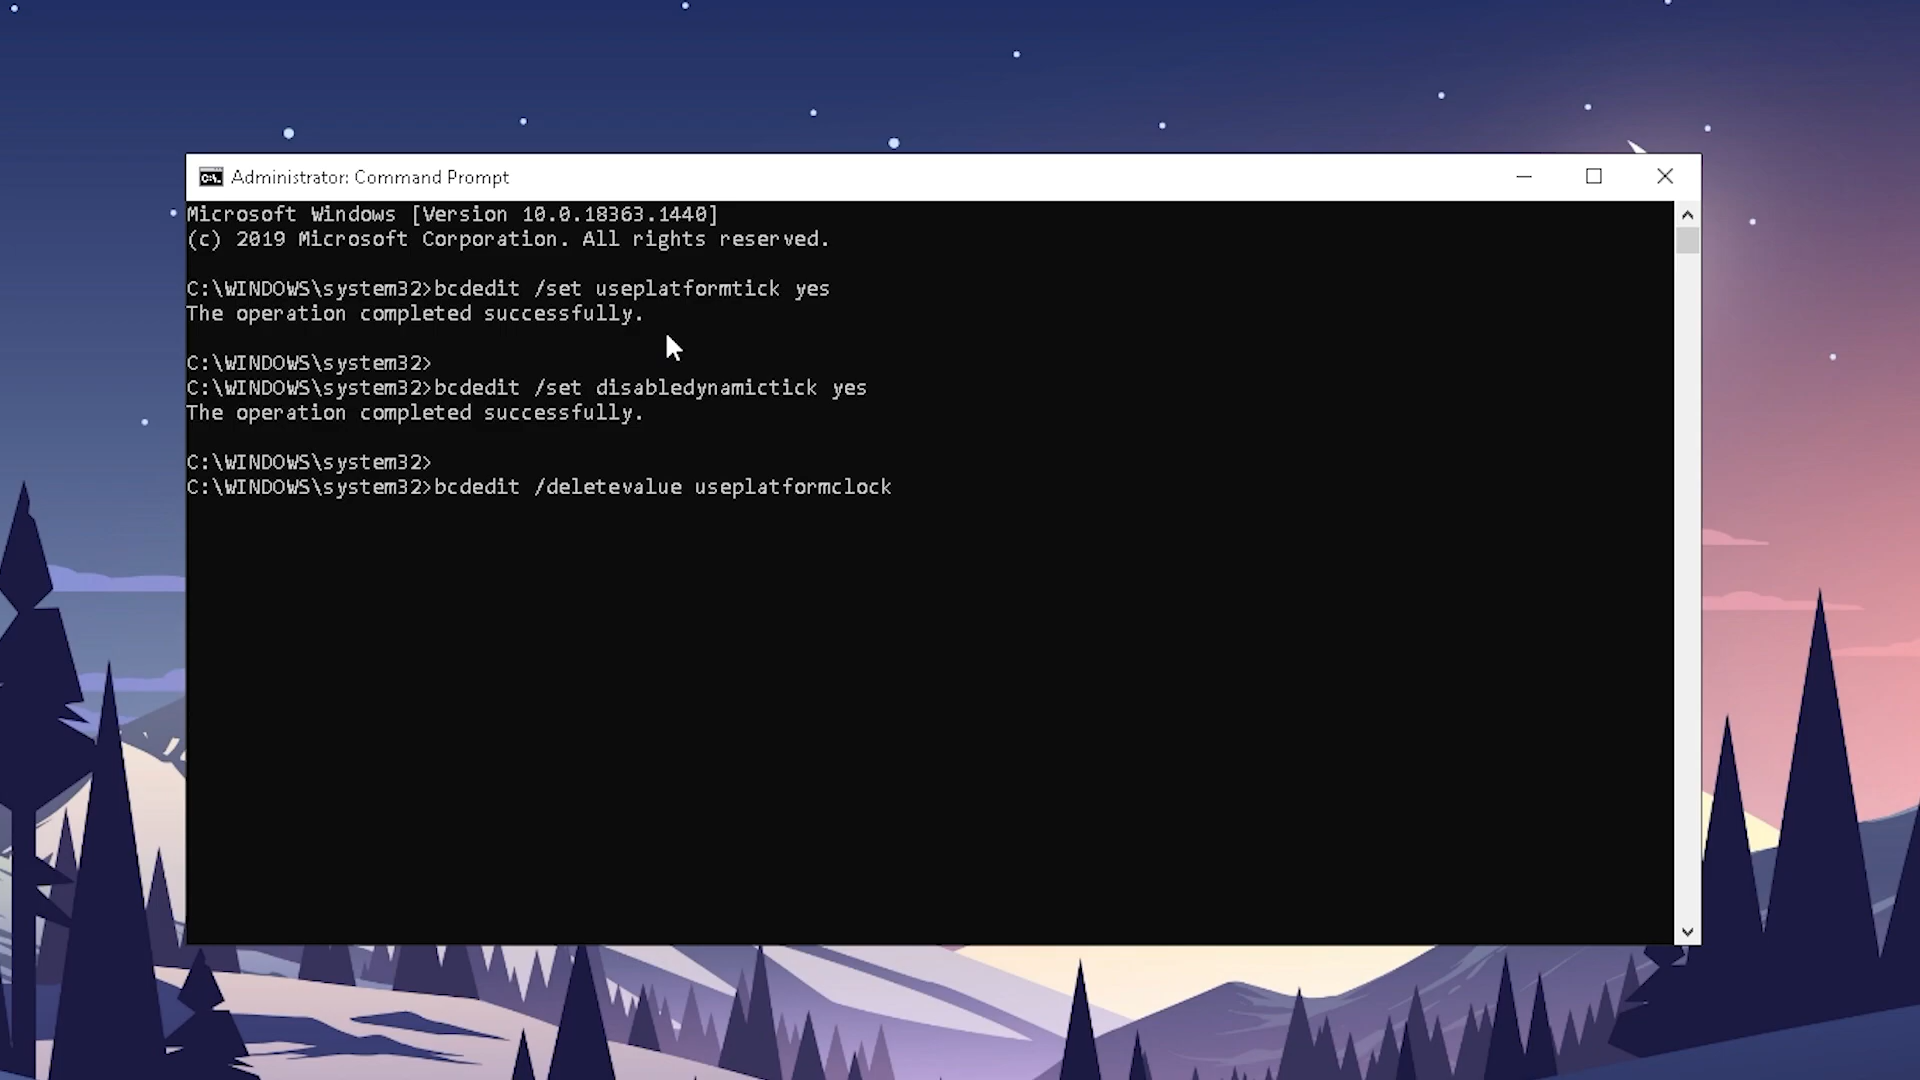 Administrator: Command Prompt
Microsoft Windows [Version 10.0.18363.1440]
(c) 2019 Microsoft Corporation. All rights reserved.
C:\WINDOWS\system32>bcdedit /set useplatformtick yes
The operation completed successfully.
C:\WINDOWS\system32>
C:\WINDOWS\system32>bcdedit /set disabledynamictick yes
The operation completed successfully.
C:\WINDOWS\system32>
C:\WINDOWS\system32>bcdedit /deletevalue useplatformclock